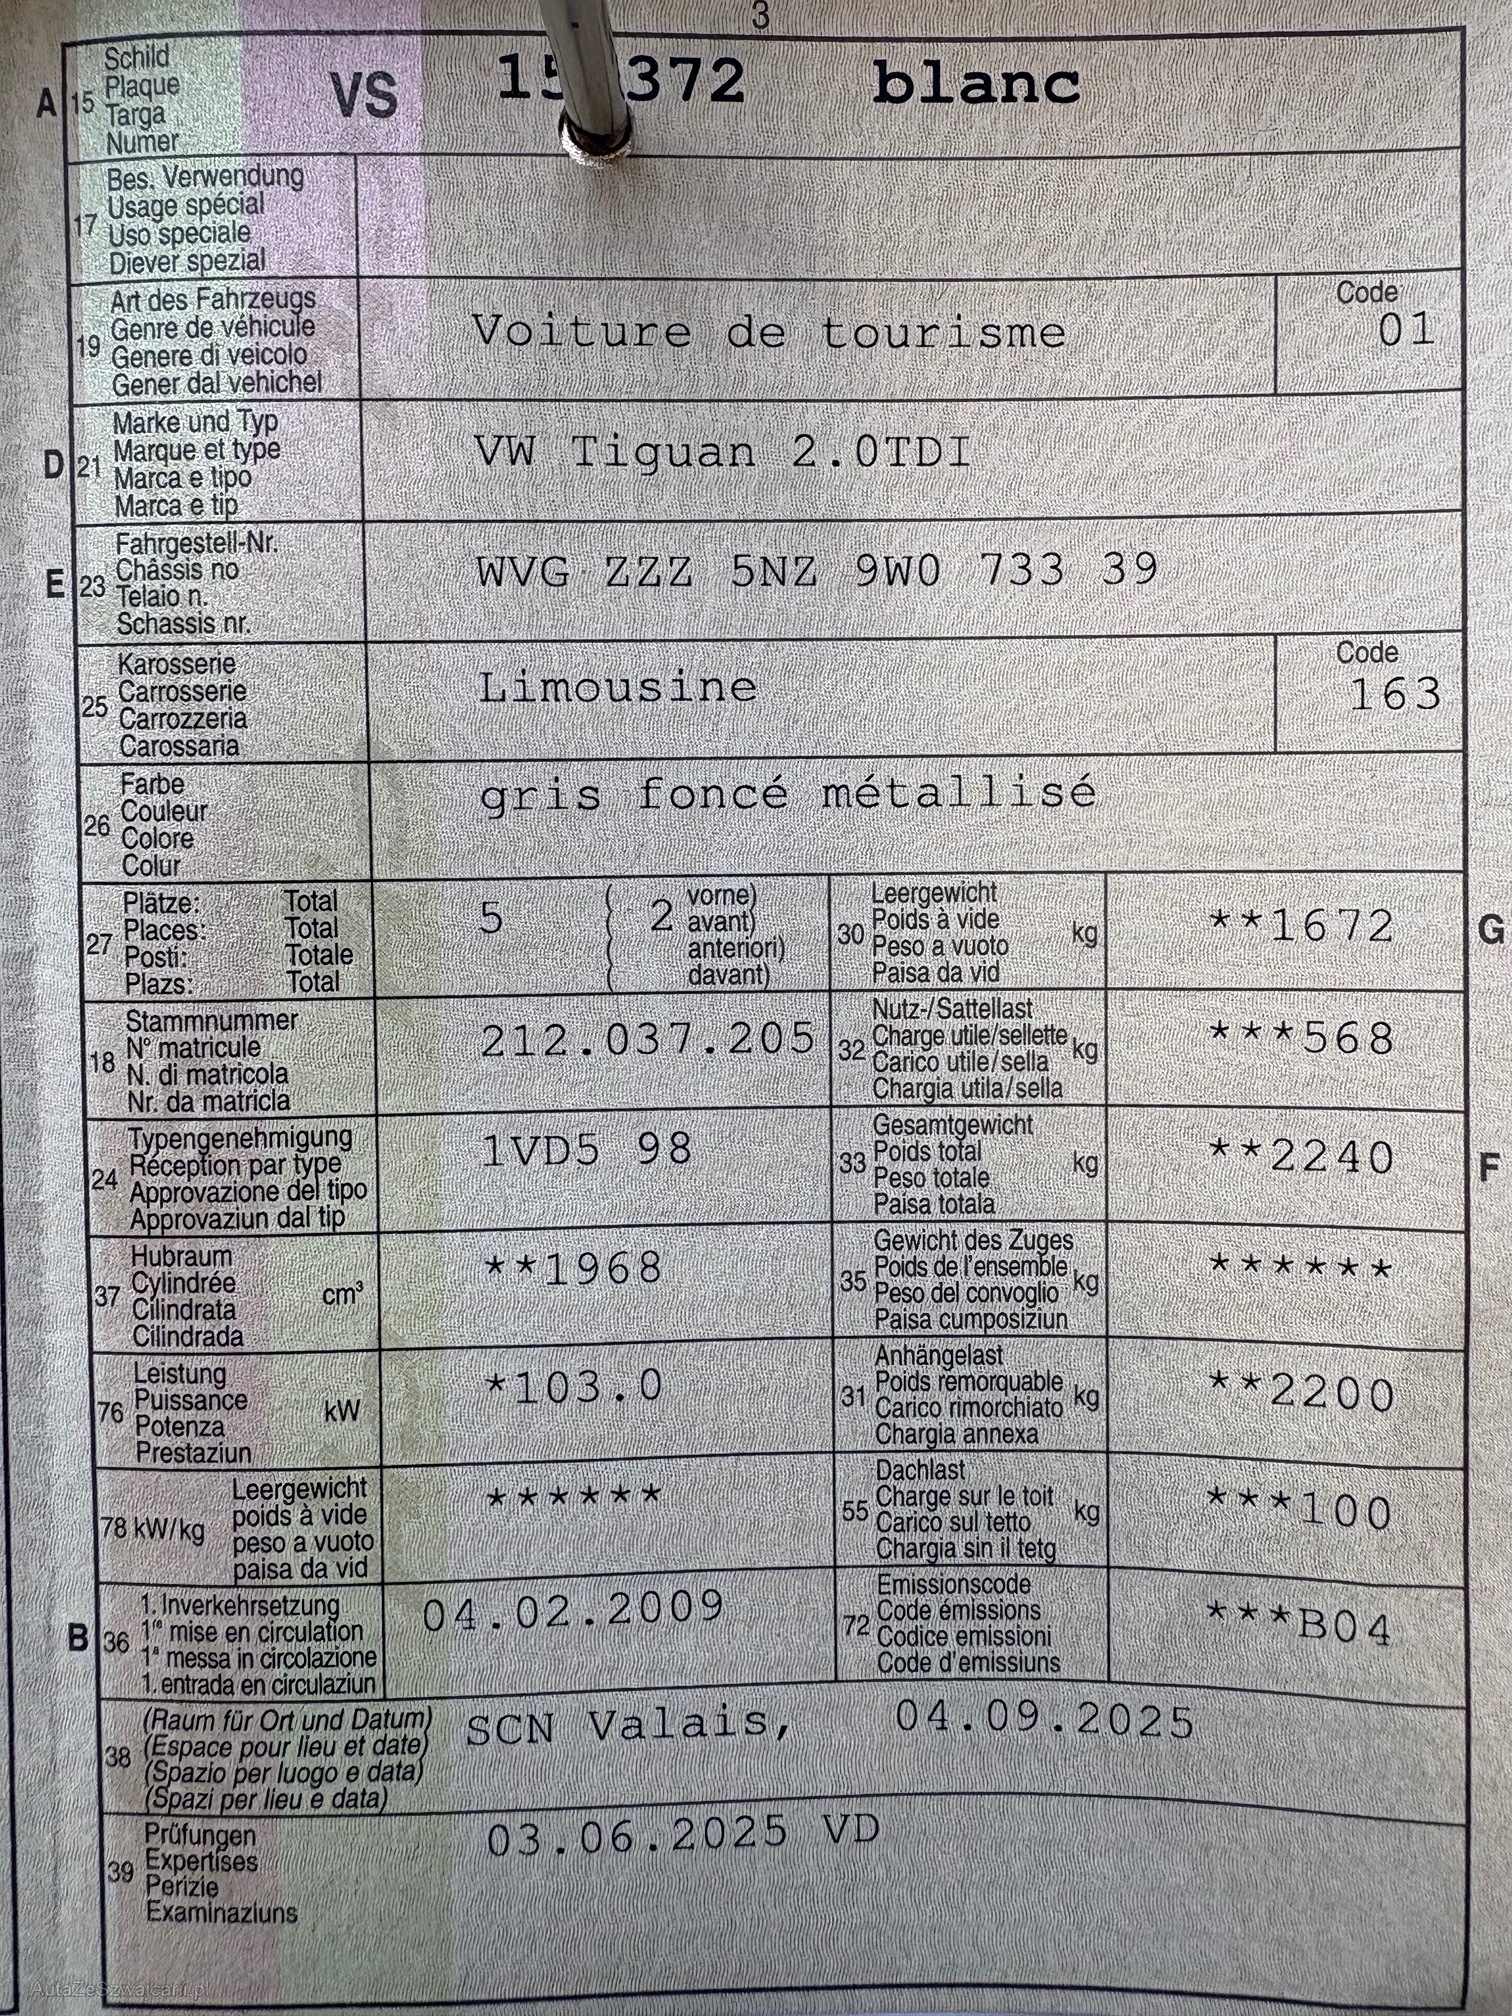 3
A 15 Schild
Plaque
Targa
Numer
VS 372 blanc
17 Bes. Verwendung
Usage spécial
Uso speciale
Diever spezial
19 Art des Fahrzeugs
Genre de véhicule
Genere di veicolo
Gener dal vehichel
Voiture de tourisme
Code
01
D 21 Marke und Typ
Marque et type
Marca e tipo
Marca e tip
VW Tiguan 2.0TDI
E 23 Fahrgestell-Nr.
Châssis no
Telaio n.
Schassis nr.
WVG ZZZ 5NZ 9W0 733 39
25 Karosserie
Carrosserie
Carrozzeria
Carossaria
Limousine
Code
163
26 Farbe
Couleur
Colore
Colur
gris foncé métallisé
27 Plätze: Total
Places: Total
Posti: Totale
Plazs: Total
5 ( 2 vorne)
( avant)
( anteriori)
( davant)
30 Leergewicht
Poids à vide
Peso a vuoto
Paisa da vid
kg
**1672
G
18 Stammnummer
N° matricule
N. di matricola
Nr. da matricla
212.037.205
32 Nutz-/Sattellast
Charge utile/sellette
Carico utile/sella
Chargia utila/sella
kg
***568
24 Typengenehmigung
Réception par type
Approvazione del tipo
Approvaziun dal tip
1VD5 98
33 Gesamtgewicht
Poids total
Peso totale
Paisa totala
kg
**2240
F
37 Hubraum
Cylindrée
Cilindrata
Cilindrada
cm³
**1968
35 Gewicht des Zuges
Poids de l'ensemble
Peso del convoglio
Paisa cumposiziun
kg
******
76 Leistung
Puissance
Potenza
Prestaziun
kW
*103.0
31 Anhängelast
Poids remorquable
Carico rimorchiato
Chargia annexa
kg
**2200
78 kW/kg
Leergewicht
poids à vide
peso a vuoto
paisa da vid
******
55 Dachlast
Charge sur le toit
Carico sul tetto
Chargia sin il tetg
kg
***100
B 36 1. Inverkehrsetzung
1re mise en circulation
1a messa in circolazione
1. entrada en circulaziun
04.02.2009
72 Emissionscode
Code émissions
Codice emissioni
Code d'emissiuns
***B04
38 (Raum für Ort und Datum)
(Espace pour lieu et date)
(Spazio per luogo e data)
(Spazi per lieu e data)
SCN Valais, 04.09.2025
39 Prüfungen
Expertises
Perizie
Examinaziuns
03.06.2025 VD
AutaZeSzwajcarii.pl